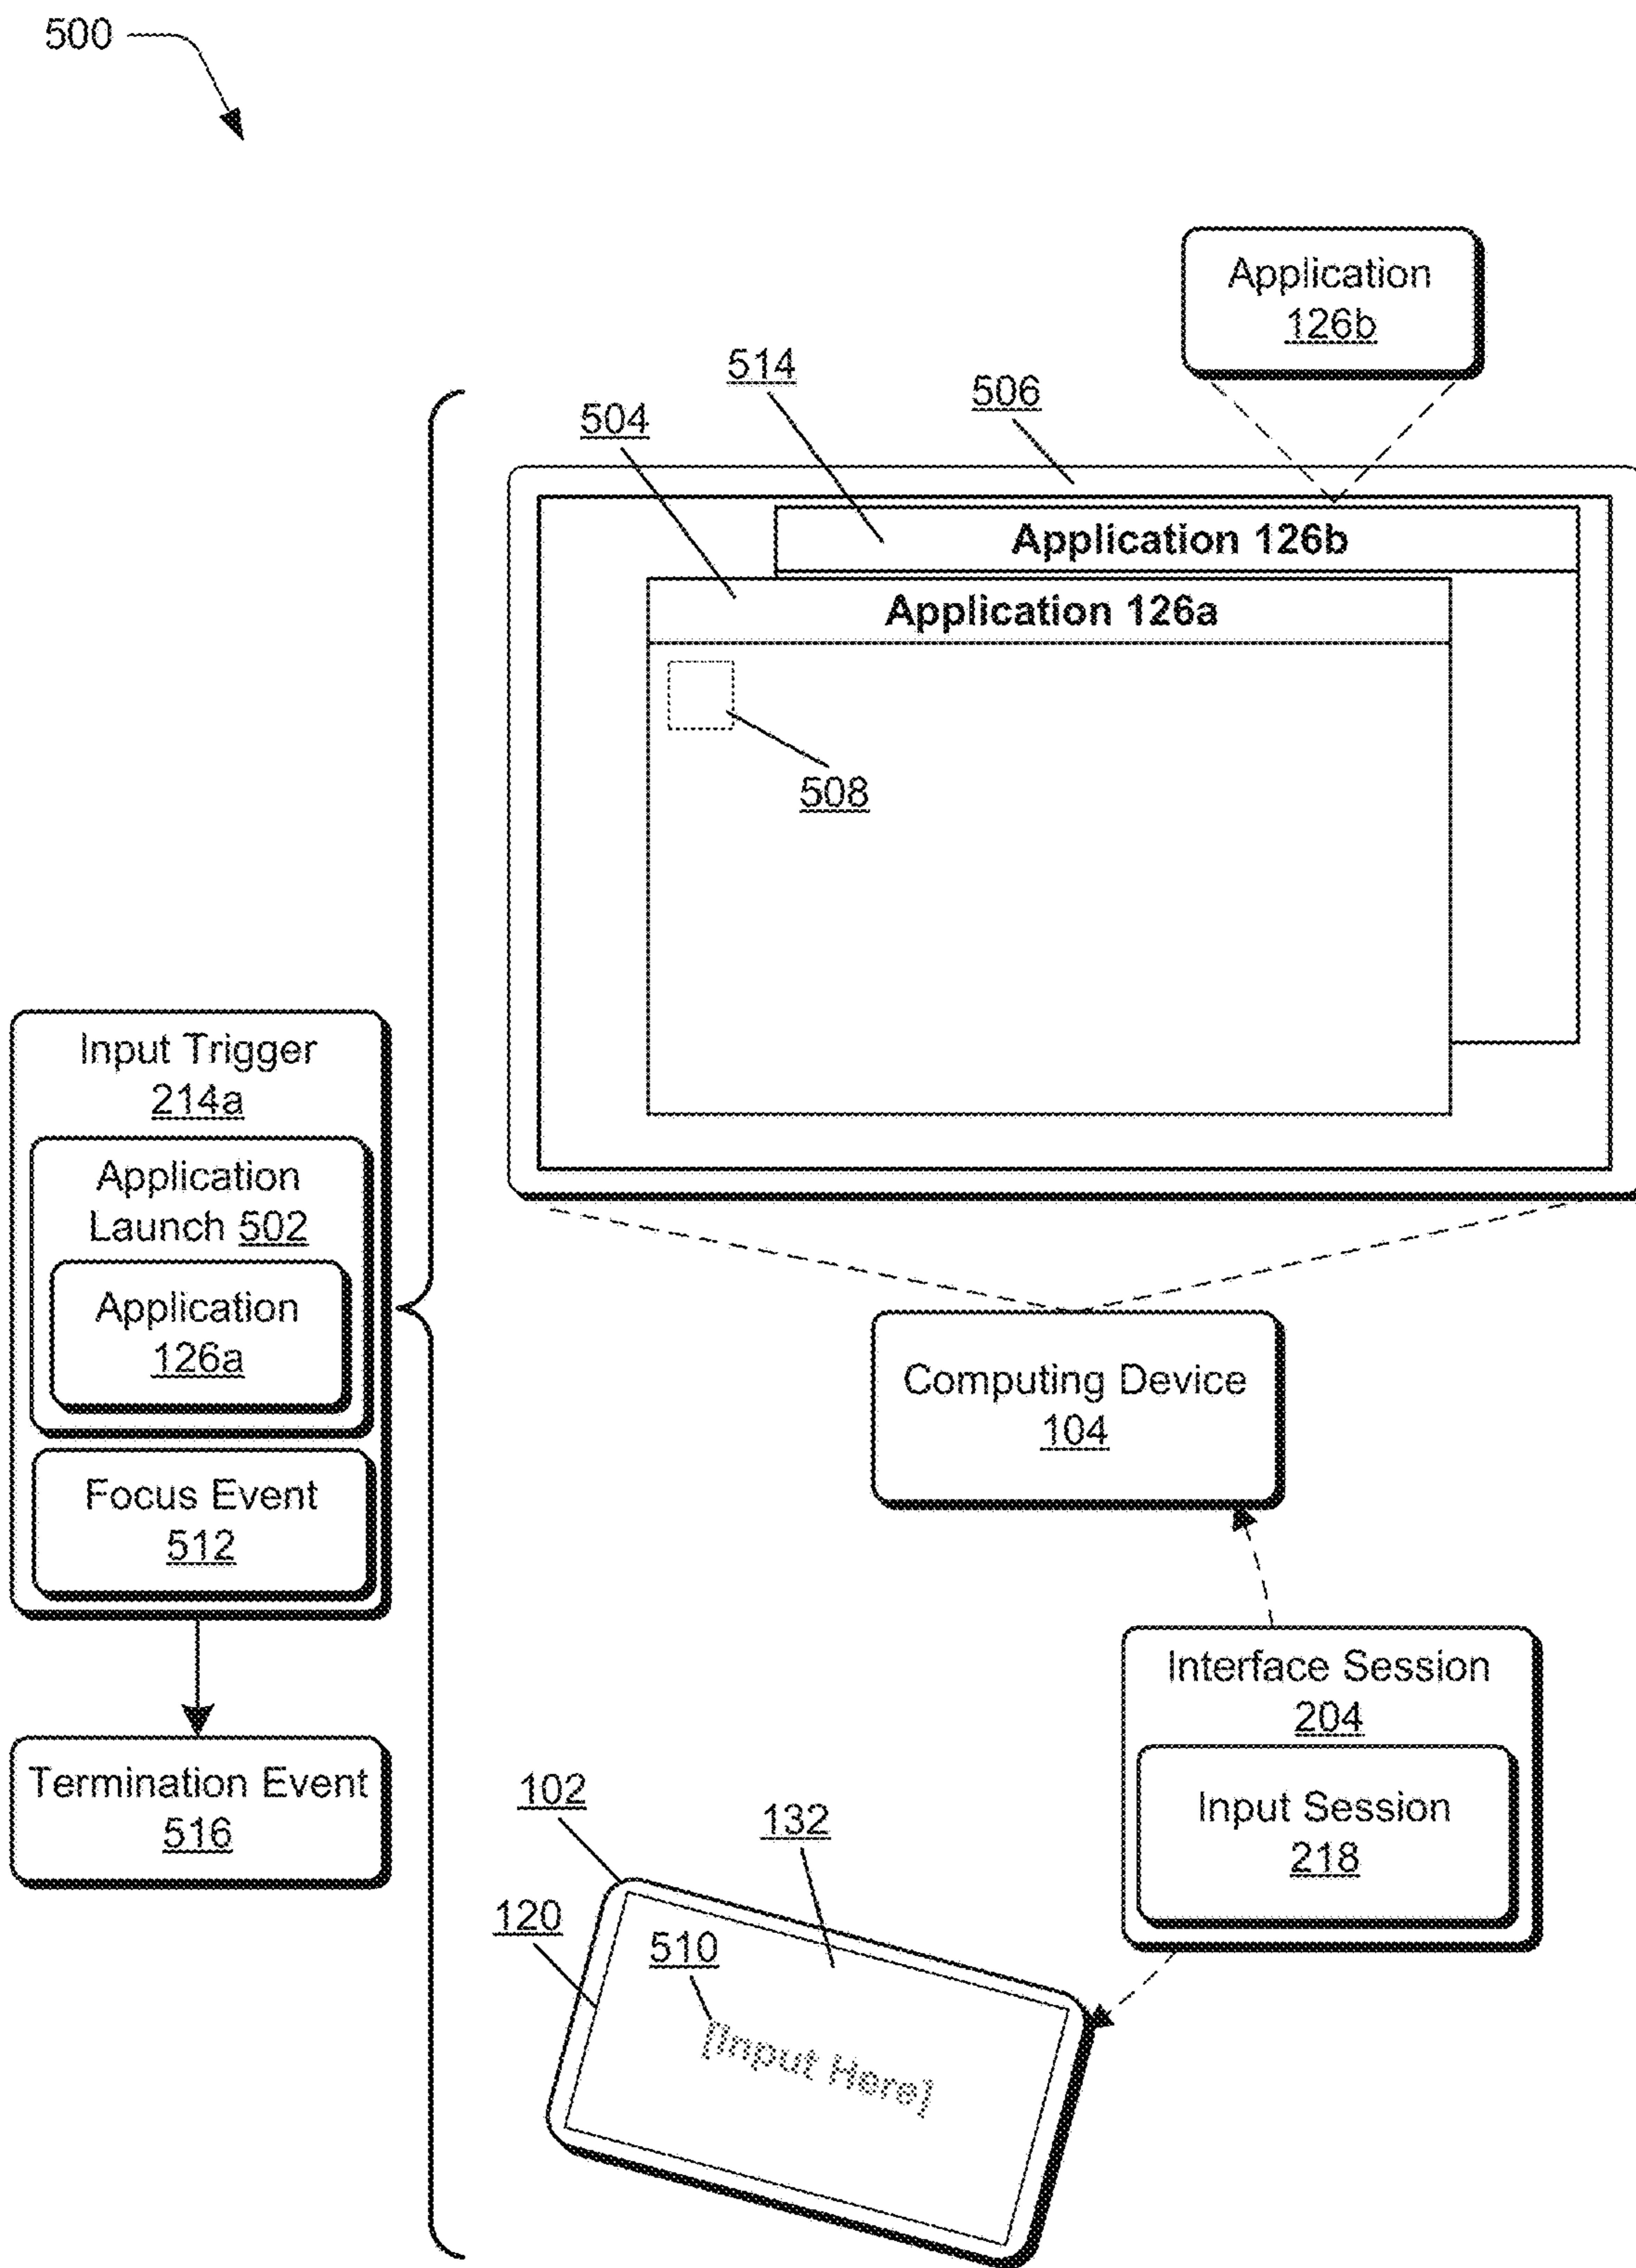 500
Application
126b
514
506
504
Application 126b
Application 126a
508
Input Trigger
214a
Application
Launch 502
Application
126a
Focus Event
512
Termination Event
516
Computing Device
104
Interface Session
204
Input Session
218
102
132
120
510
[Input Here]